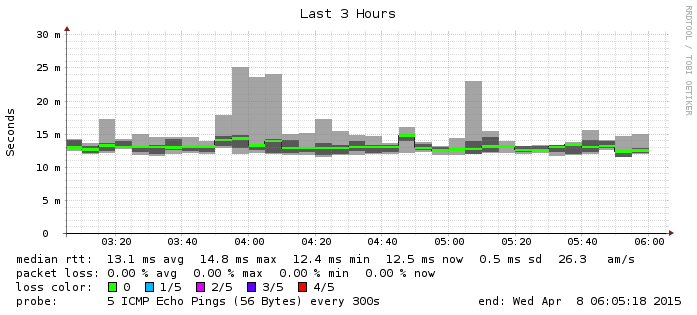 Last 3 Hours
RRDTOOL / TOBI OETIKER
Seconds
30 m
25 m
20 m
15 m
10 m
5 m
0
03:20 03:40 04:00 04:20 04:40 05:00 05:20 05:40 06:00
median rtt: 13.1 ms avg 14.8 ms max 12.4 ms min 12.5 ms now 0.5 ms sd 26.3 am/s
packet loss: 0.00 % avg 0.00 % max 0.00 % min 0.00 % now
loss color: 0 1/5 2/5 3/5 4/5
probe: 5 ICMP Echo Pings (56 Bytes) every 300s end: Wed Apr 8 06:05:18 2015